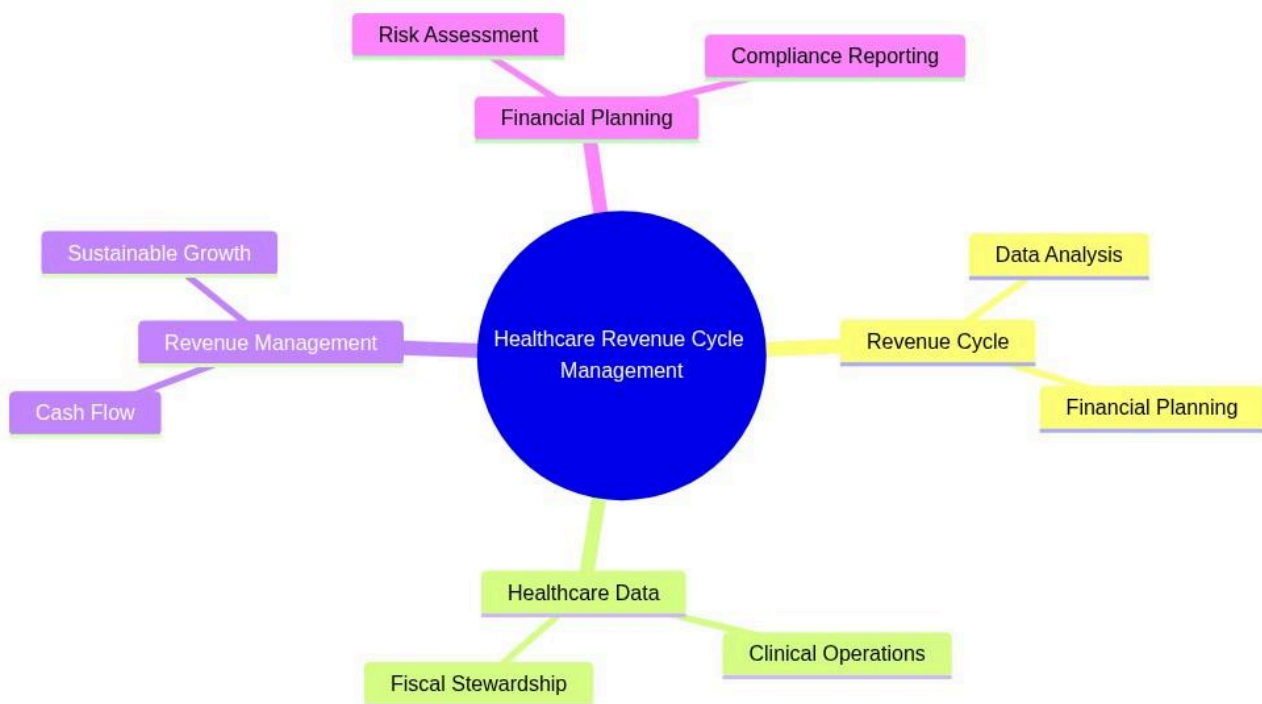 Risk Assessment
Compliance Reporting
Financial Planning
Sustainable Growth
Data Analysis
Revenue Management
Healthcare Revenue Cycle
Management
Revenue Cycle
Cash Flow
Financial Planning
Healthcare Data
Clinical Operations
Fiscal Stewardship